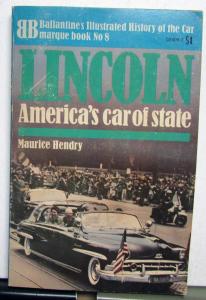 BB Ballantine's Illustrated History of the Car
marque book No 8
$1
LINCOLN
America's car of state
Maurice Hendry